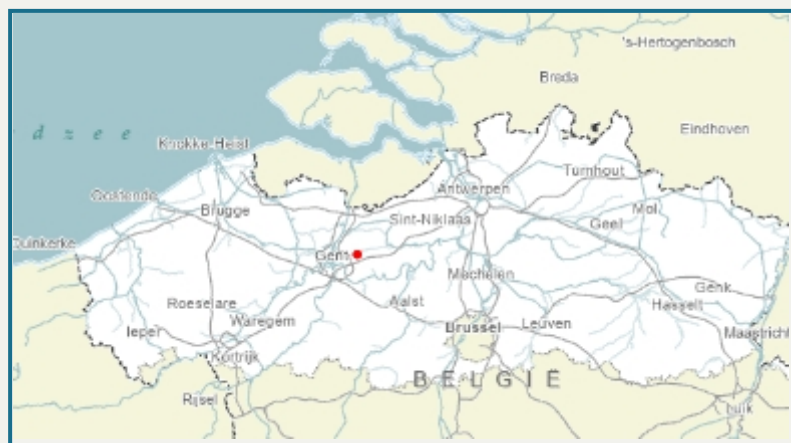 's-Hertogenbosch
Breda
Eindhoven
d z e e
Knokke-Heist
Turnhout
Oostende
Antwerpen
Mol
Brugge
Sint-Niklaas
Geel
Duinkerke
Gent
Mechelen
Genk
Roeselare
Aalst
Hasselt
Ieper
Waregem
Brussel
Leuven
Maastricht
Kortrijk
BELGIË
Rijsel
Luik